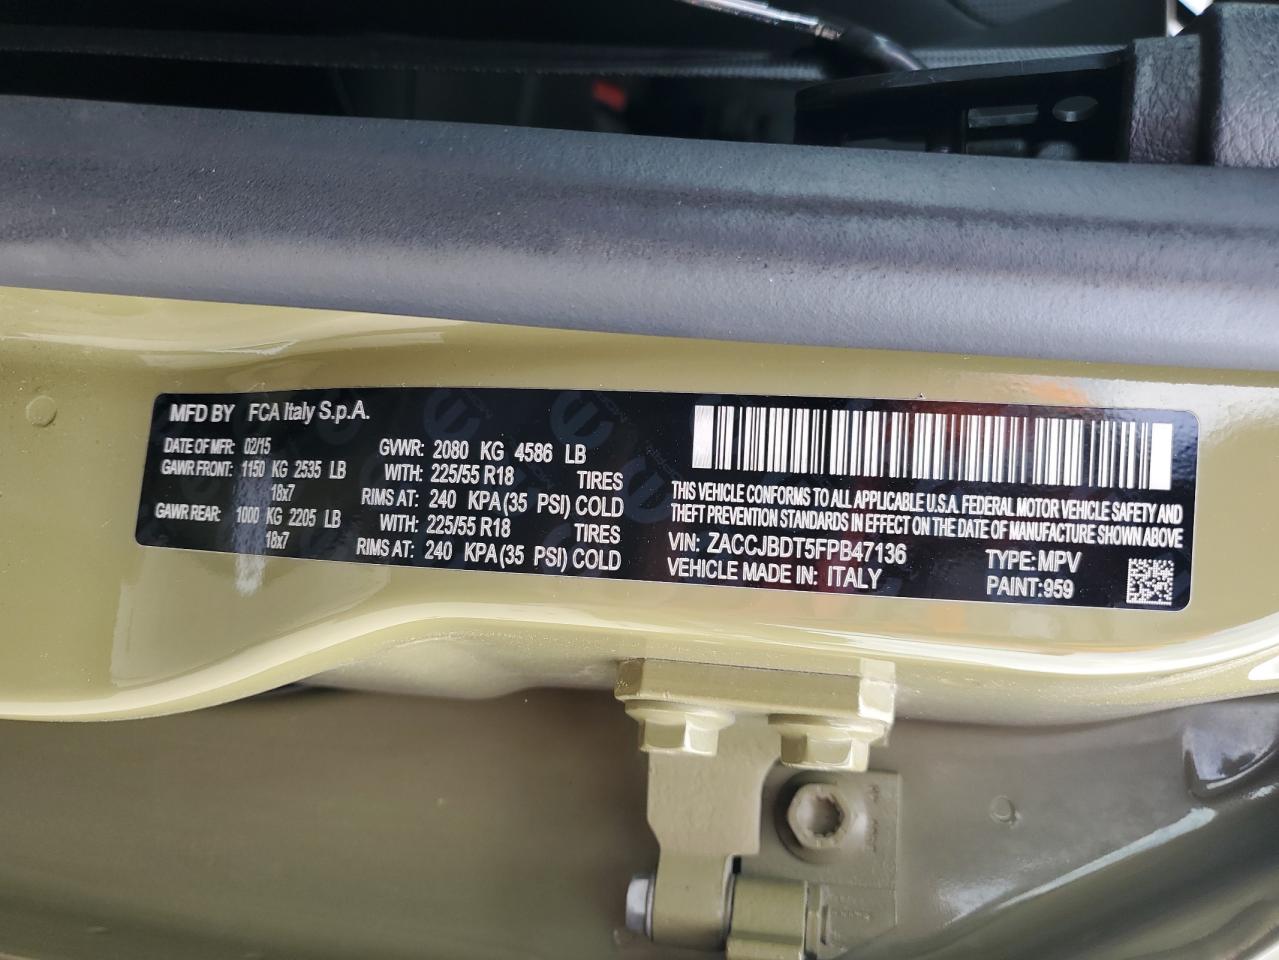 MFD BY FCA Italy S.p.A.
DATE OF MFR: 02/15 GVWR: 2080 KG 4586 LB
GAWR FRONT: 1150 KG 2535 LB WITH: 225/55 R18 TIRES
18x7 RIMS AT: 240 KPA(35 PSI) COLD
GAWR REAR: 1000 KG 2205 LB WITH: 225/55 R18 TIRES
18x7 RIMS AT: 240 KPA(35 PSI) COLD
THIS VEHICLE CONFORMS TO ALL APPLICABLE U.S.A. FEDERAL MOTOR VEHICLE SAFETY AND
THEFT PREVENTION STANDARDS IN EFFECT ON THE DATE OF MANUFACTURE SHOWN ABOVE
VIN: ZACCJBDT5FPB47136 TYPE: MPV
VEHICLE MADE IN: ITALY PAINT:959